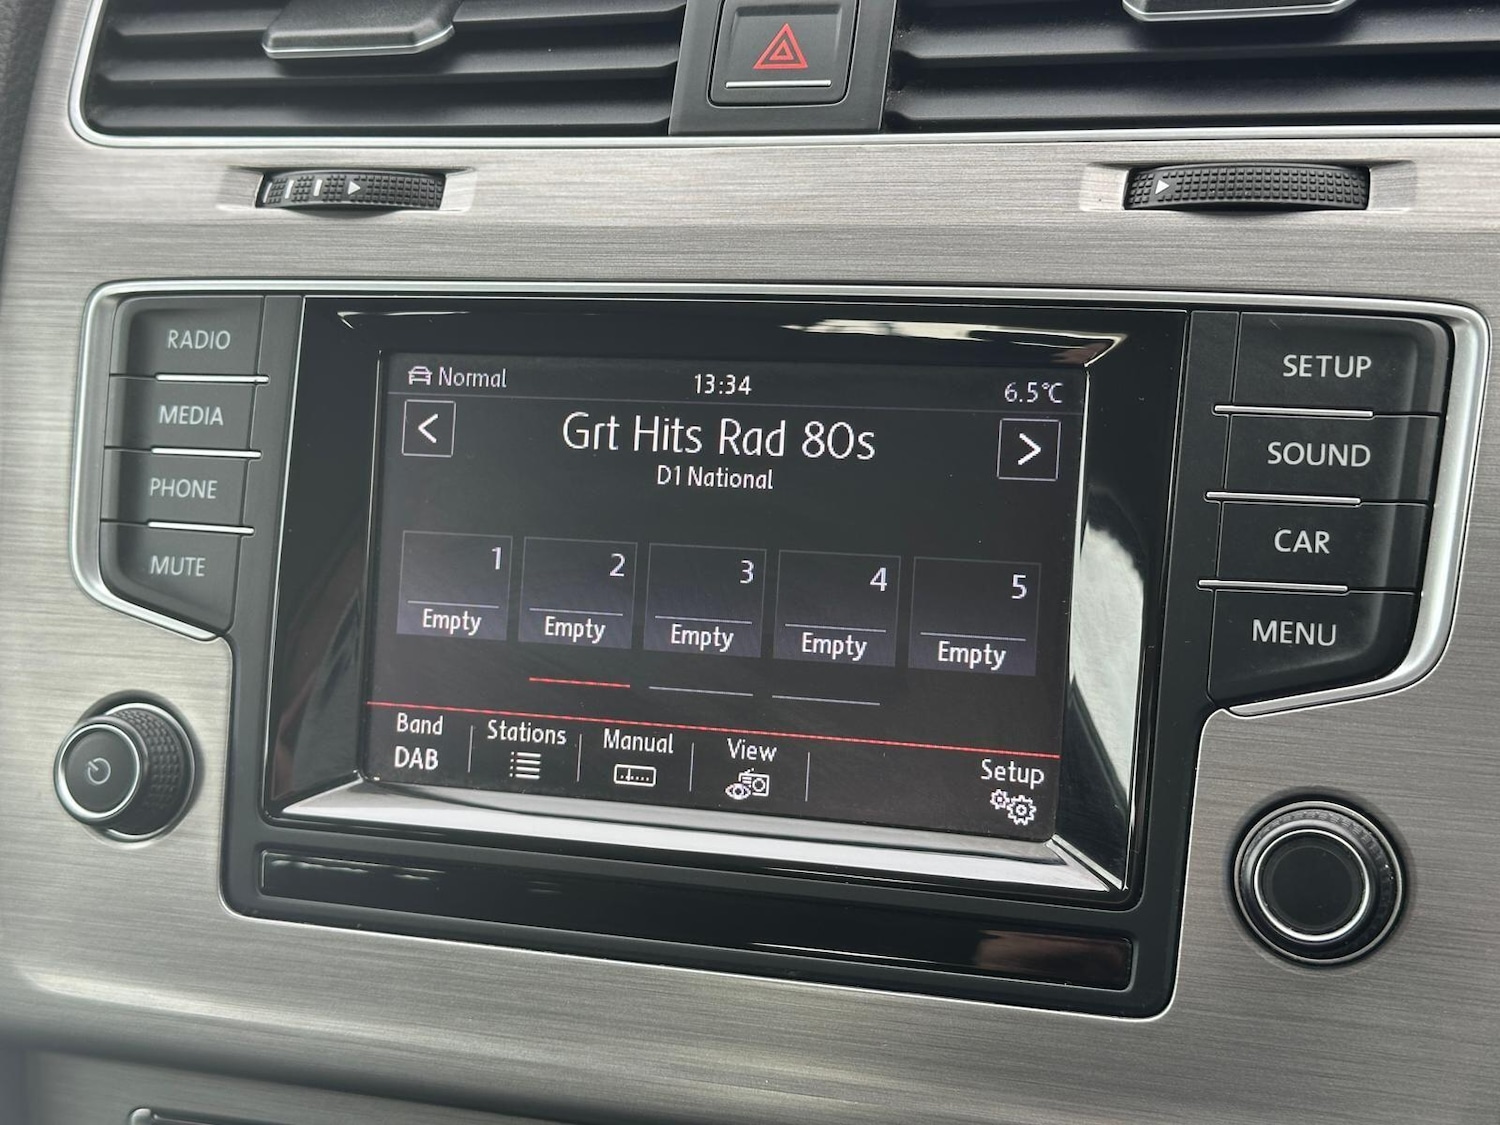 RADIO
MEDIA
PHONE
MUTE
Normal
13:34
6.5°C
Grt Hits Rad 80s
D1 National
1
2
3
4
5
Empty
Empty
Empty
Empty
Empty
Band
DAB
Stations
Manual
View
Setup
SETUP
SOUND
CAR
MENU